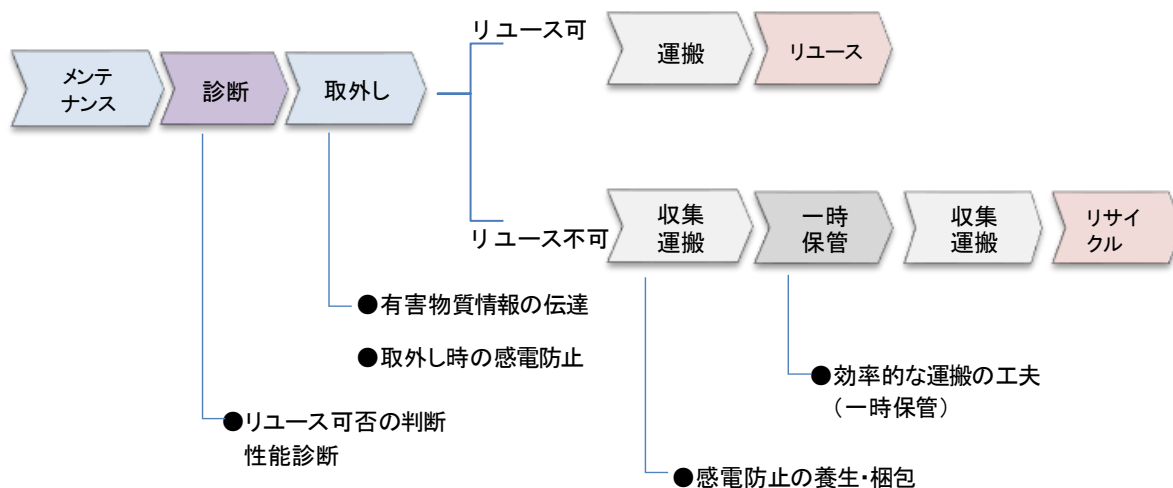 リユース可
運搬
リユース
メンテ
ナンス
診断
取外し
リユース不可
収集
運搬
一時
保管
収集
運搬
リサイ
クル
●有害物質情報の伝達
●取外し時の感電防止
●効率的な運搬の工夫
（一時保管）
●リユース可否の判断
性能診断
●感電防止の養生・梱包